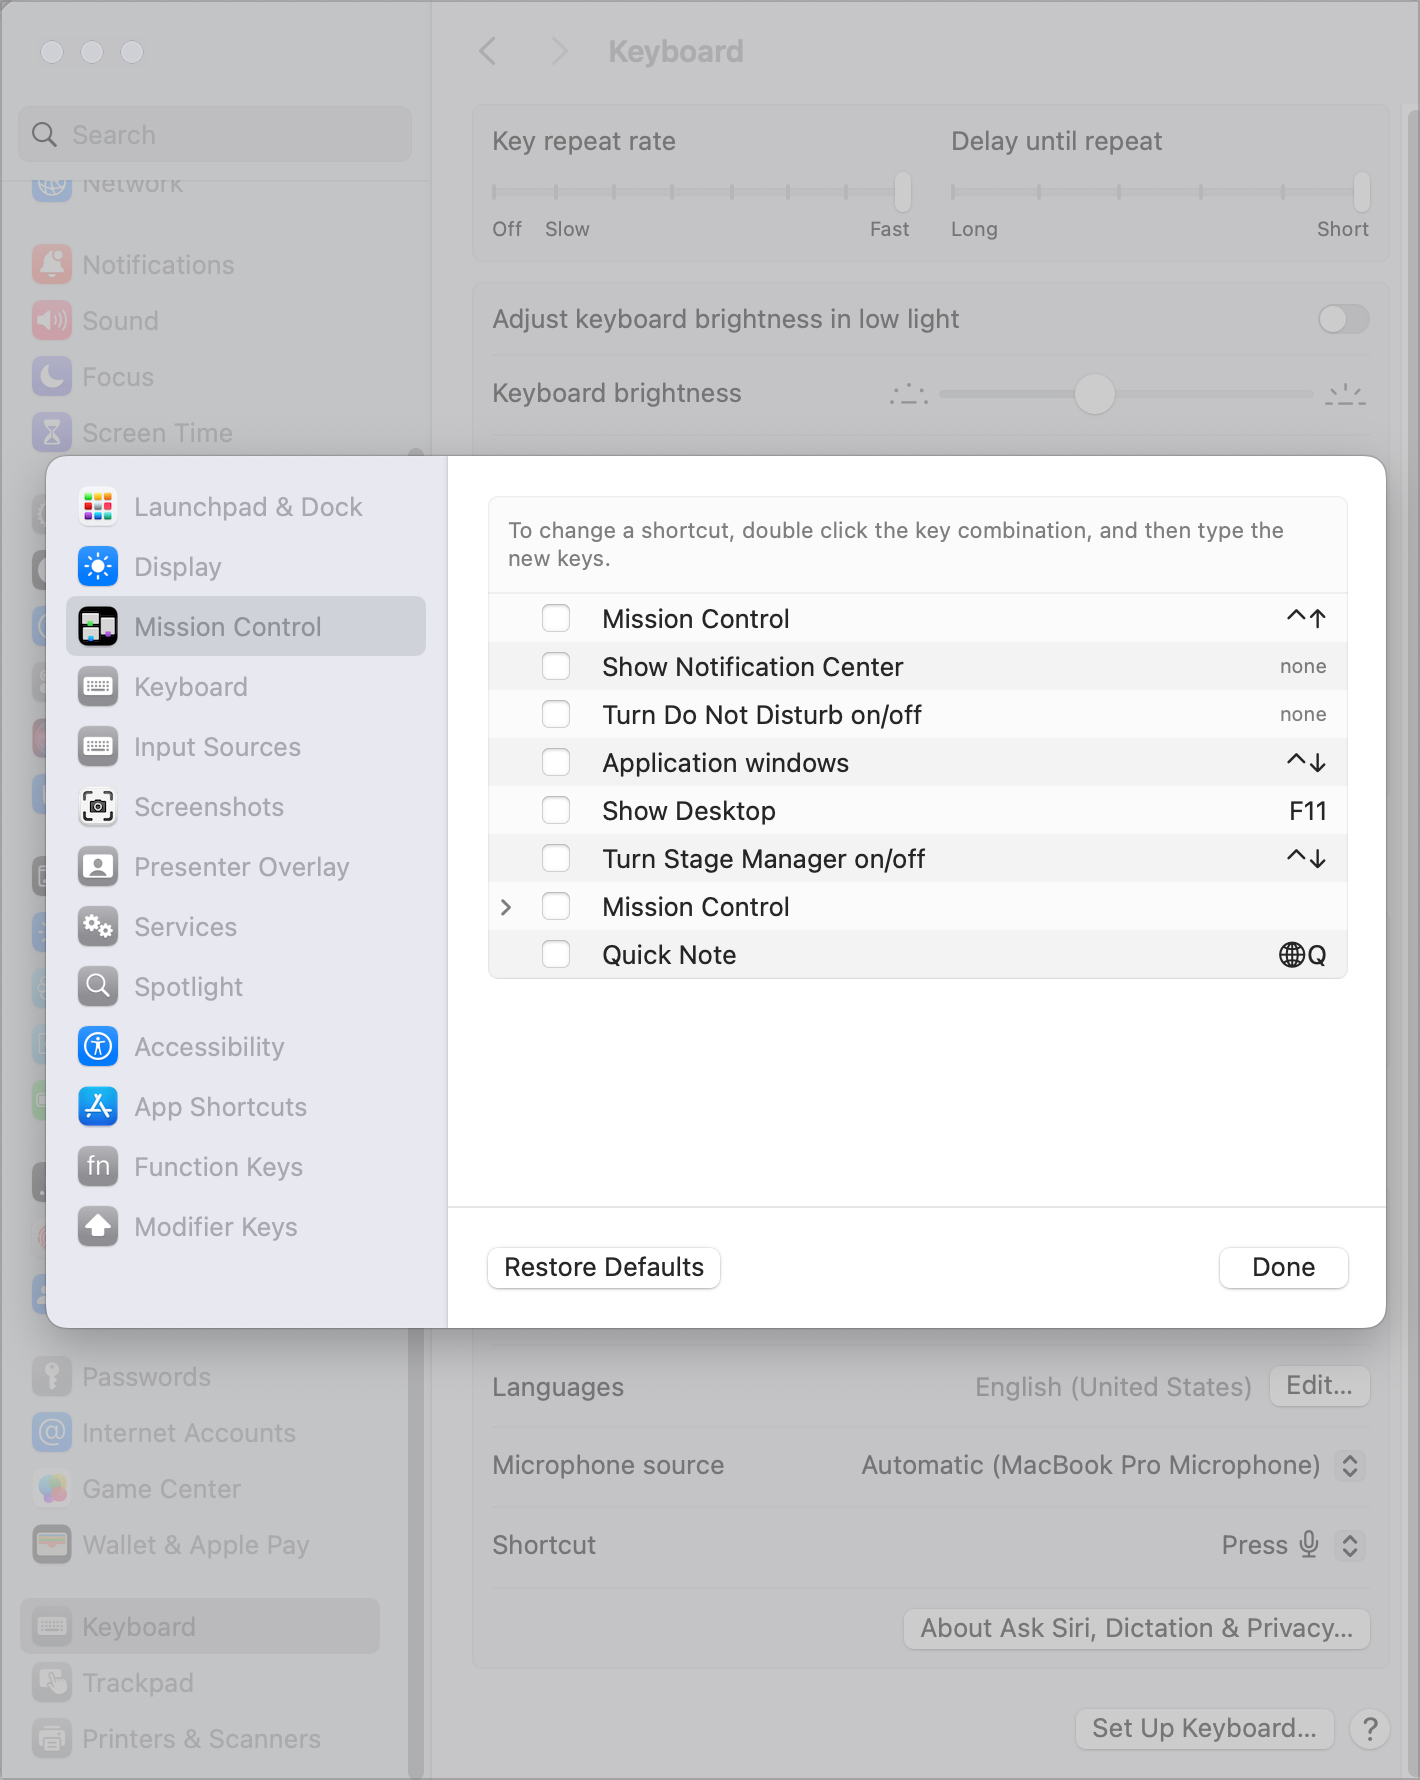 Keyboard
Search
Network
Notifications
Sound
Focus
Screen Time
Key repeat rate
Delay until repeat
Off
Slow
Fast
Long
Short
Adjust keyboard brightness in low light
Keyboard brightness
Launchpad & Dock
Display
Mission Control
Keyboard
Input Sources
Screenshots
Presenter Overlay
Services
Spotlight
Accessibility
App Shortcuts
fn Function Keys
Modifier Keys
To change a shortcut, double click the key combination, and then type the
new keys.
Mission Control ^↑
Show Notification Center none
Turn Do Not Disturb on/off none
Application windows ^↓
Show Desktop F11
Turn Stage Manager on/off ^↓
Mission Control
Quick Note 🌐Q
Restore Defaults
Done
Passwords
Internet Accounts
Game Center
Wallet & Apple Pay
Keyboard
Trackpad
Printers & Scanners
Languages English (United States) Edit...
Microphone source Automatic (MacBook Pro Microphone)
Shortcut Press
About Ask Siri, Dictation & Privacy...
Set Up Keyboard... ?